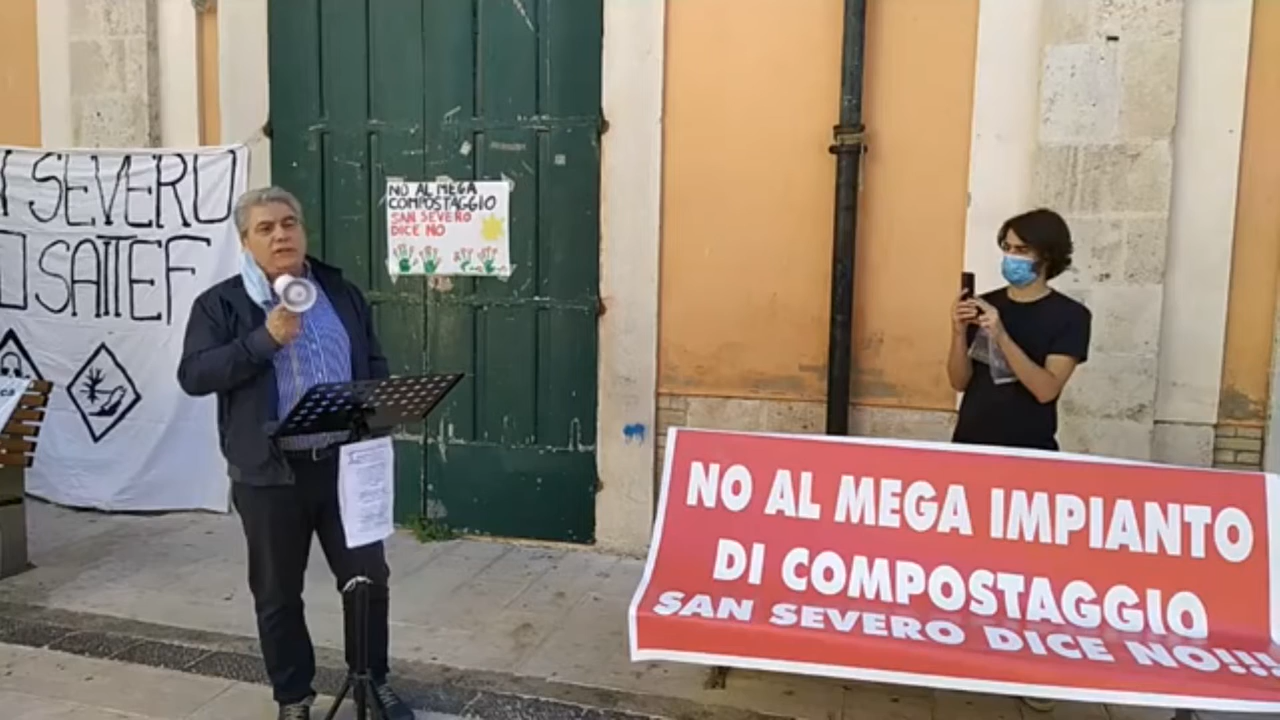 SEVERO
SATTEF
NO AL MEGA
COMPOSTAGGIO
SAN SEVERO
DICE NO
NO AL MEGA IMPIANTO
DI COMPOSTAGGIO
SAN SEVERO DICE NO!!!